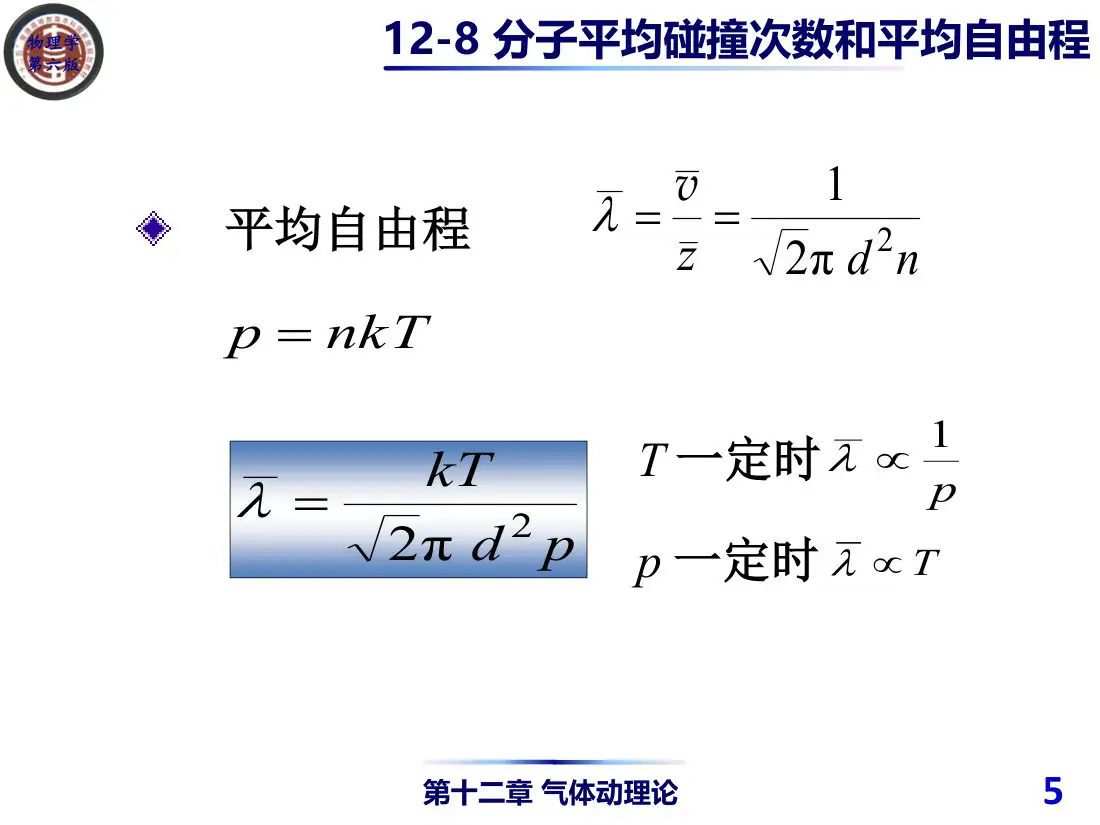 物理学
第六版
12-8 分子平均碰撞次数和平均自由程
平均自由程 λ̄ = v̄/z̄ = 1/(√2π d²n)
p = nkT
λ̄ = kT/(√2π d²p)
T 一定时 λ̄ ∝ 1/p
p 一定时 λ̄ ∝ T
第十二章 气体动理论
5